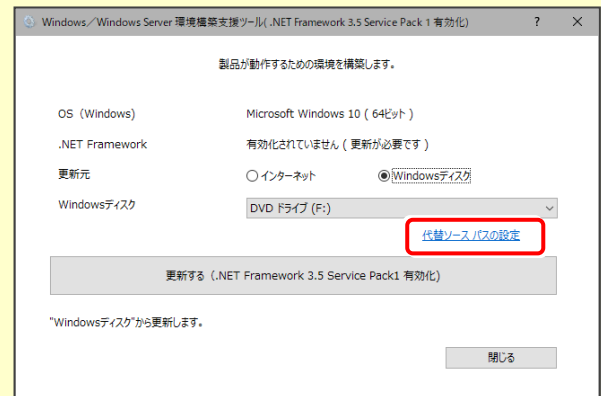 Windows／Windows Server 環境構築支援ツール( .NET Framework 3.5 Service Pack 1 有効化)
製品が動作するための環境を構築します。
OS（Windows） Microsoft Windows 10 ( 64ビット )
.NET Framework 有効化されていません ( 更新が必要です )
更新元 インターネット Windowsディスク
Windowsディスク DVD ドライブ (F:)
代替ソース パスの設定
更新する（.NET Framework 3.5 Service Pack1 有効化)
"Windowsディスク"から更新します。
閉じる